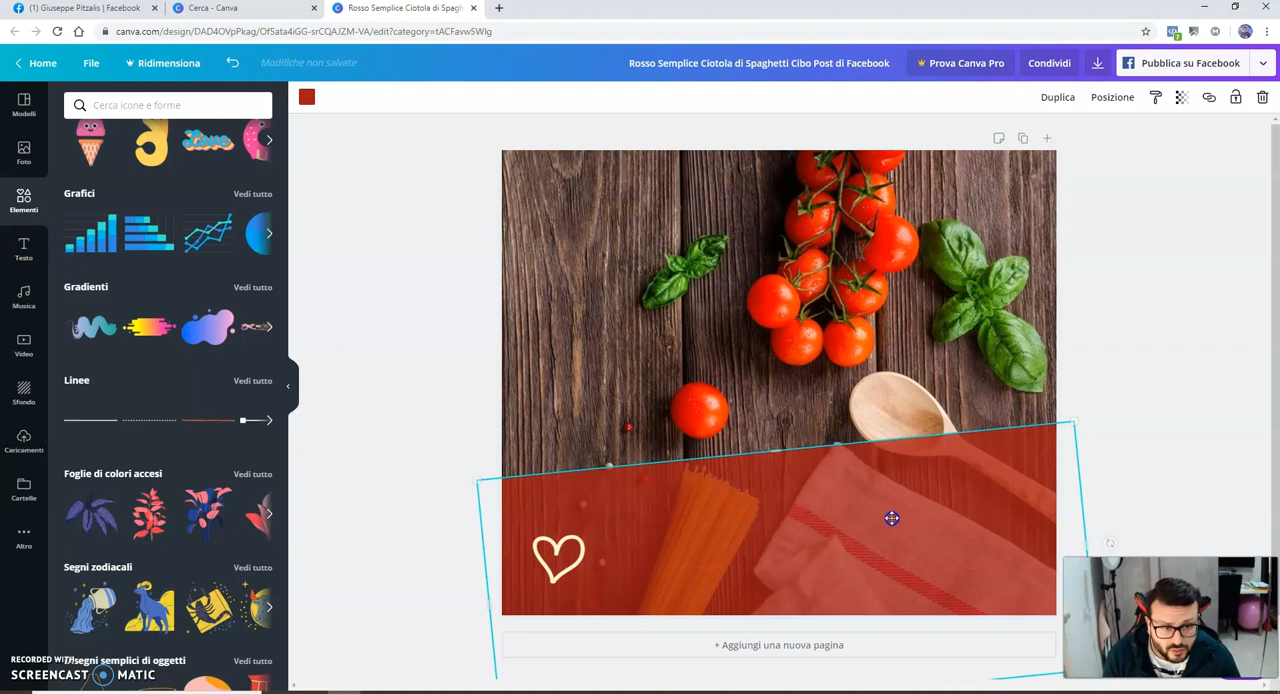 (1) Giuseppe Pitzalis | Facebook
Cerca - Canva
Rosso Semplice Ciotola di Spagh
canva.com/design/DAD4OVpPkag/Of5ata4iGG-srCQAJZM-VA/edit?category=tACFavw5WIg
Home
File
Ridimensiona
Modifiche non salvate
Rosso Semplice Ciotola di Spaghetti Cibo Post di Facebook
Prova Canva Pro
Condividi
Pubblica su Facebook
Cerca icone e forme
Duplica
Posizione
Modelli
Foto
Elementi
Testo
Musica
Video
Sfondo
Caricamenti
Cartelle
Altro
Grafici
Vedi tutto
Gradienti
Vedi tutto
Linee
Vedi tutto
Foglie di colori accesi
Vedi tutto
Segni zodiacali
Vedi tutto
Disegni semplici di oggetti
Vedi tutto
+ Aggiungi una nuova pagina
RECORDED WITH
SCREENCAST MATIC